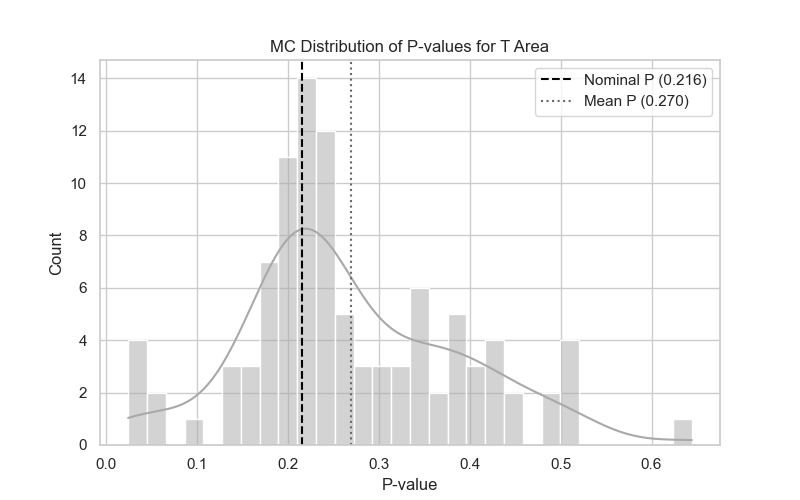 MC Distribution of P-values for T Area
Nominal P (0.216)
Mean P (0.270)
14
12
10
8
6
4
2
0
Count
0.0 0.1 0.2 0.3 0.4 0.5 0.6
P-value